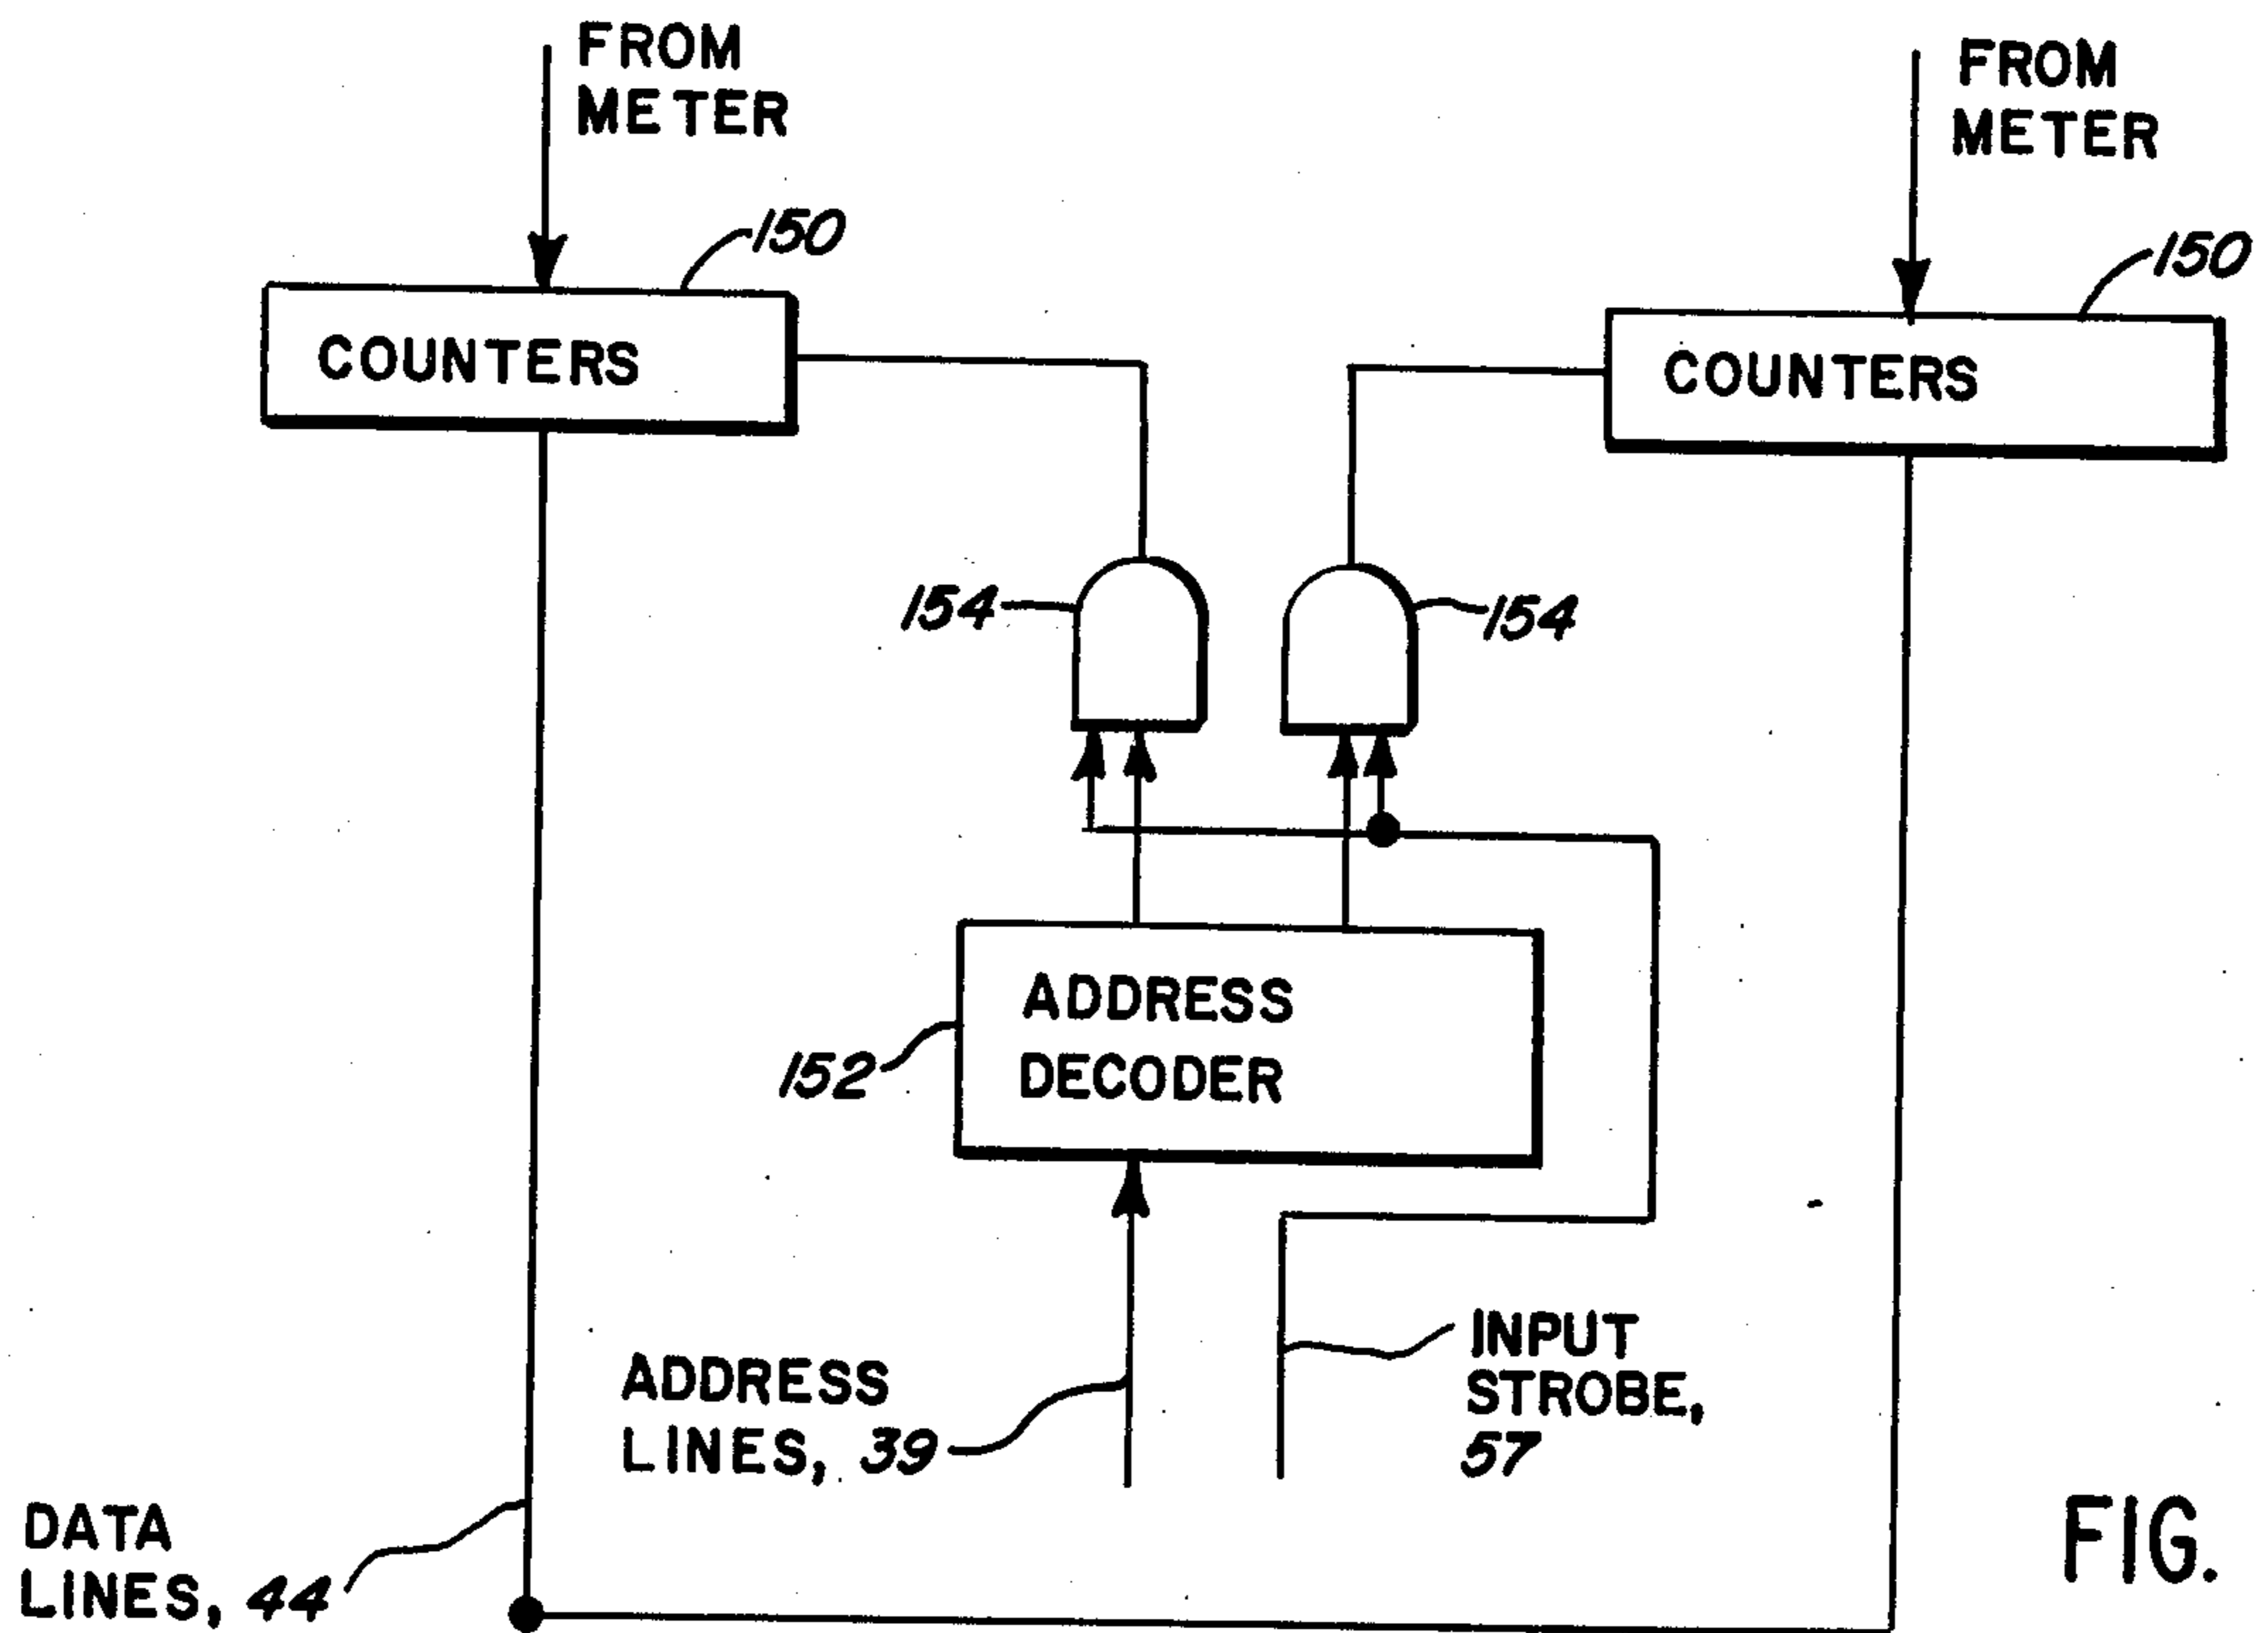 FROM
METER
FROM
METER
150
150
COUNTERS
COUNTERS
154
154
ADDRESS
DECODER
152
ADDRESS
LINES, 39
INPUT
STROBE,
57
DATA
LINES, 44
FIG.